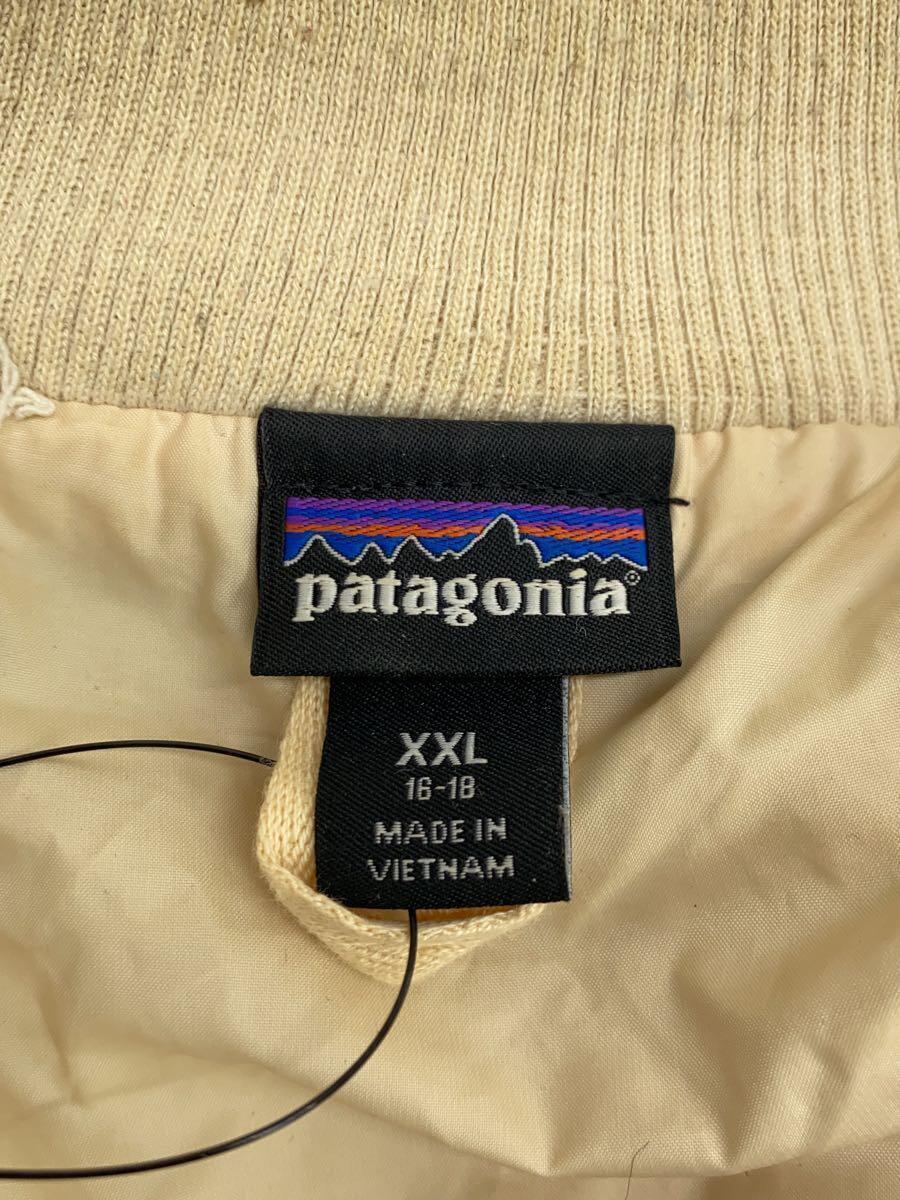 patagonia®
XXL
16-18
MADE IN
VIETNAM